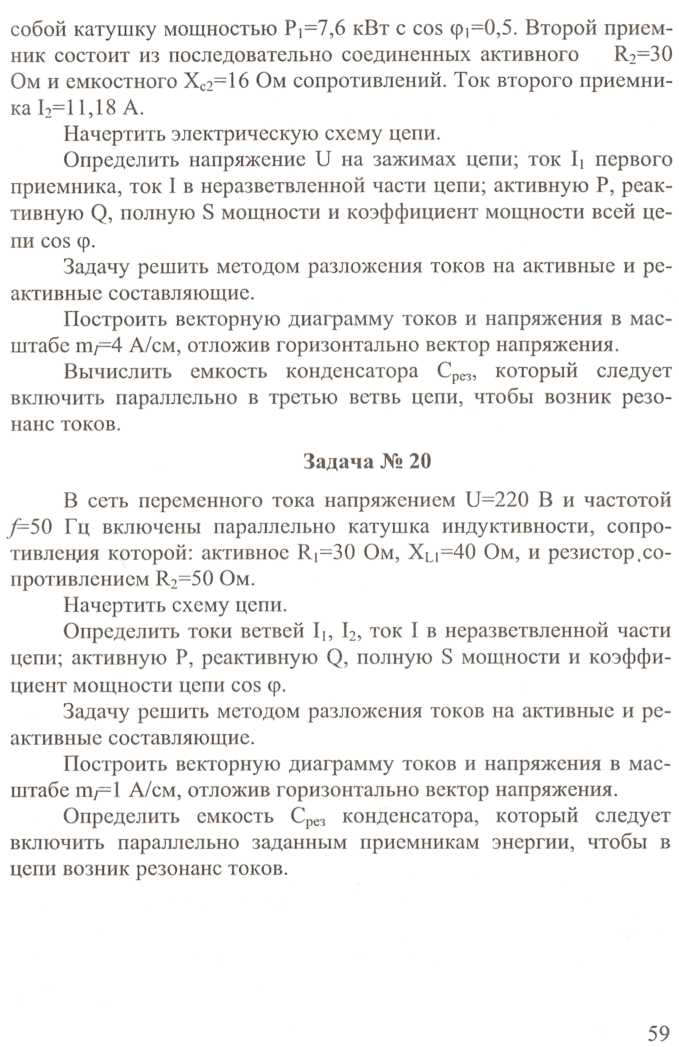 собой катушку мощностью P₁=7,6 кВт с cos φ₁=0,5. Второй прием-
ник состоит из последовательно соединенных активного R₂=30
Ом и емкостного Xc₂=16 Ом сопротивлений. Ток второго приемни-
ка I₂=11,18 А.
Начертить электрическую схему цепи.
Определить напряжение U на зажимах цепи; ток I₁ первого
приемника, ток I в неразветвленной части цепи; активную P, реак-
тивную Q, полную S мощности и коэффициент мощности всей це-
пи cos φ.
Задачу решить методом разложения токов на активные и ре-
активные составляющие.
Построить векторную диаграмму токов и напряжения в мас-
штабе mI=4 А/см, отложив горизонтально вектор напряжения.
Вычислить емкость конденсатора Cрез, который следует
включить параллельно в третью ветвь цепи, чтобы возник резо-
нанс токов.
Задача № 20
В сеть переменного тока напряжением U=220 В и частотой
f=50 Гц включены параллельно катушка индуктивности, сопро-
тивления которой: активное R₁=30 Ом, XL₁=40 Ом, и резистор со-
противлением R₂=50 Ом.
Начертить схему цепи.
Определить токи ветвей I₁, I₂, ток I в неразветвленной части
цепи; активную P, реактивную Q, полную S мощности и коэффи-
циент мощности цепи cos φ.
Задачу решить методом разложения токов на активные и ре-
активные составляющие.
Построить векторную диаграмму токов и напряжения в мас-
штабе mI=1 А/см, отложив горизонтально вектор напряжения.
Определить емкость Cрез конденсатора, который следует
включить параллельно заданным приемникам энергии, чтобы в
цепи возник резонанс токов.
59